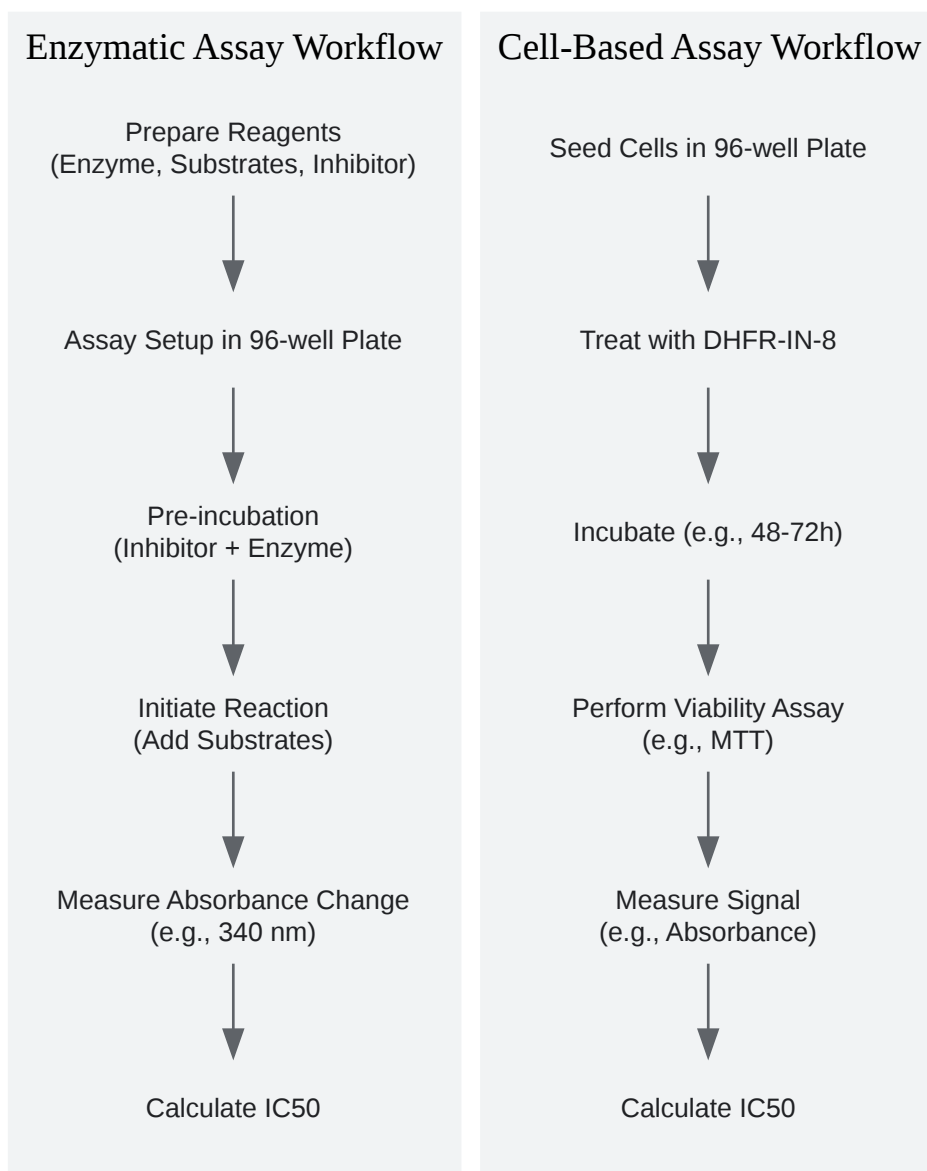 Enzymatic Assay Workflow
Prepare Reagents
(Enzyme, Substrates, Inhibitor)
Assay Setup in 96-well Plate
Pre-incubation
(Inhibitor + Enzyme)
Initiate Reaction
(Add Substrates)
Measure Absorbance Change
(e.g., 340 nm)
Calculate IC50
Cell-Based Assay Workflow
Seed Cells in 96-well Plate
Treat with DHFR-IN-8
Incubate (e.g., 48-72h)
Perform Viability Assay
(e.g., MTT)
Measure Signal
(e.g., Absorbance)
Calculate IC50